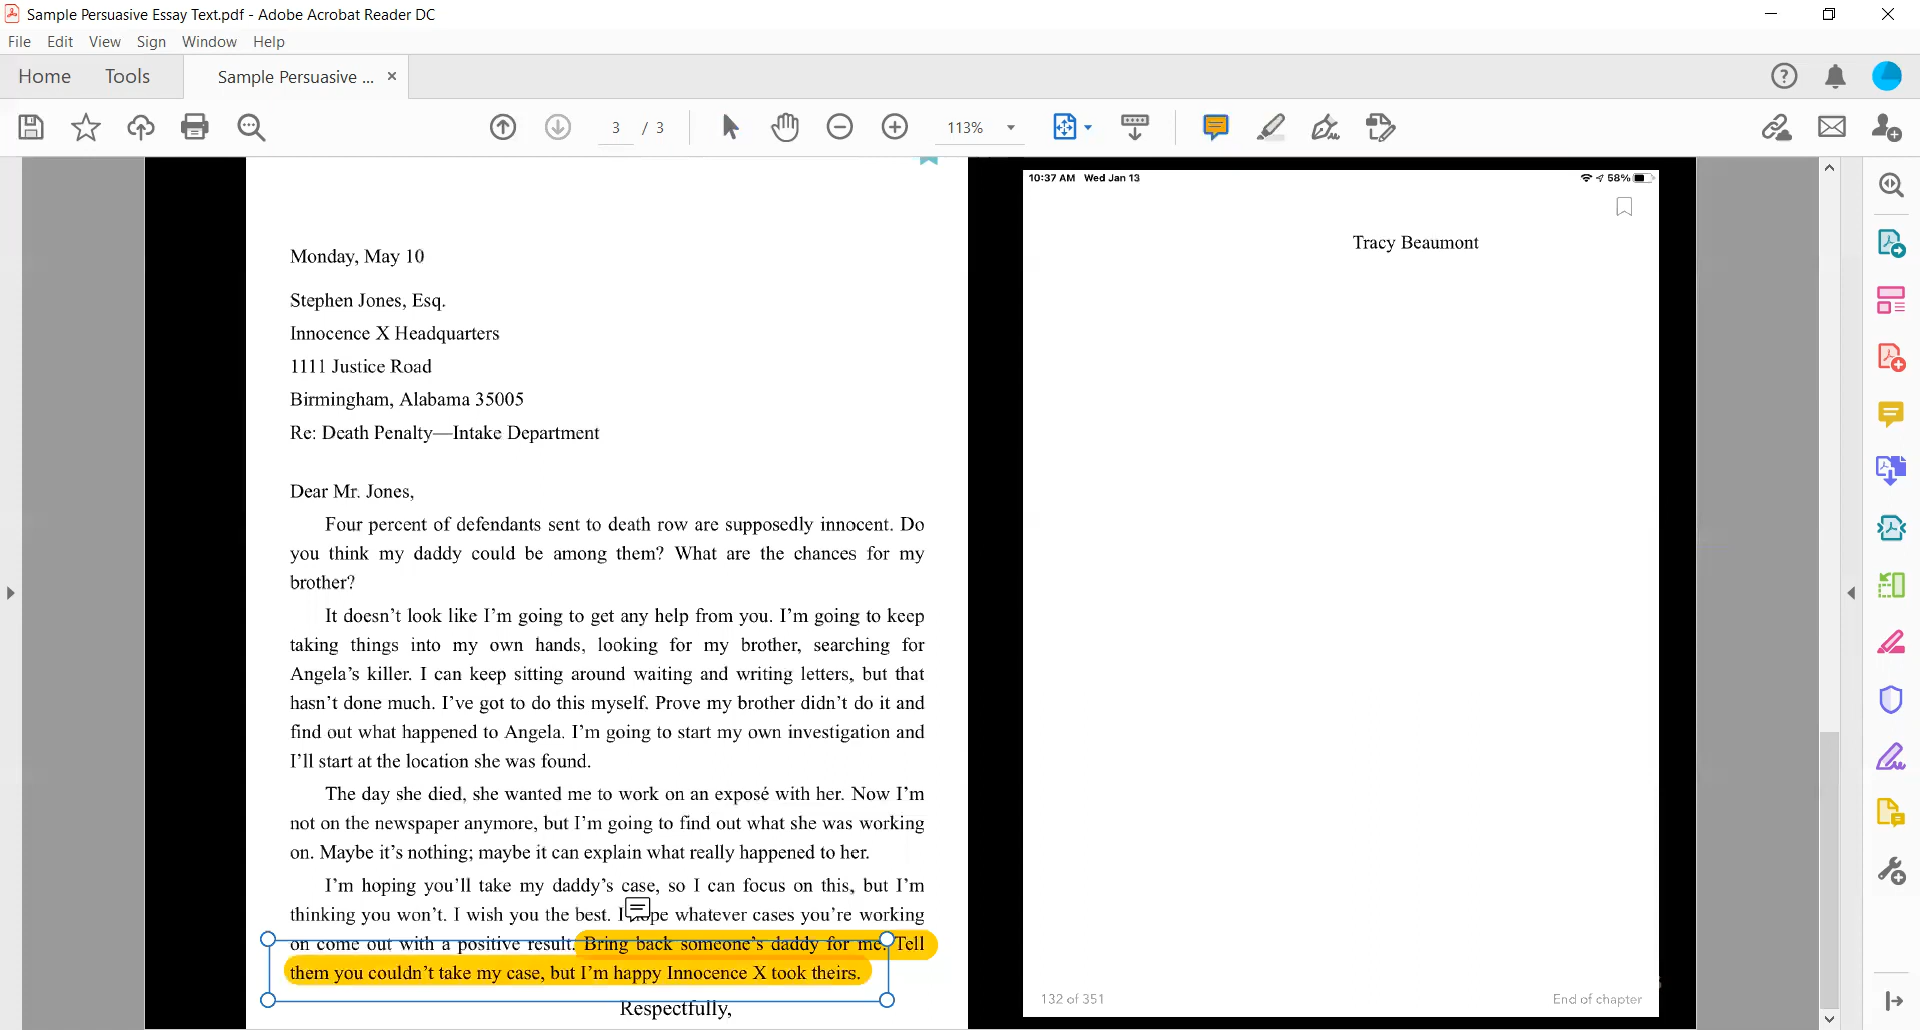 Sample Persuasive Essay Text.pdf - Adobe Acrobat Reader DC
File Edit View Sign Window Help
Home Tools Sample Persuasive ... ×
3 / 3 113%
Monday, May 10
Stephen Jones, Esq.
Innocence X Headquarters
1111 Justice Road
Birmingham, Alabama 35005
Re: Death Penalty—Intake Department
Dear Mr. Jones,
Four percent of defendants sent to death row are supposedly innocent. Do
you think my daddy could be among them? What are the chances for my
brother?
It doesn't look like I'm going to get any help from you. I'm going to keep
taking things into my own hands, looking for my brother, searching for
Angela's killer. I can keep sitting around waiting and writing letters, but that
hasn't done much. I've got to do this myself. Prove my brother didn't do it and
find out what happened to Angela. I'm going to start my own investigation and
I'll start at the location she was found.
The day she died, she wanted me to work on an exposé with her. Now I'm
not on the newspaper anymore, but I'm going to find out what she was working
on. Maybe it's nothing; maybe it can explain what really happened to her.
I'm hoping you'll take my daddy's case, so I can focus on this, but I'm
thinking you won't. I wish you the best. I hope whatever cases you're working
on come out with a positive result. Bring back someone's daddy for me. Tell
them you couldn't take my case, but I'm happy Innocence X took theirs.
Respectfully,
10:37 AM Wed Jan 13 58%
Tracy Beaumont
132 of 351 End of chapter